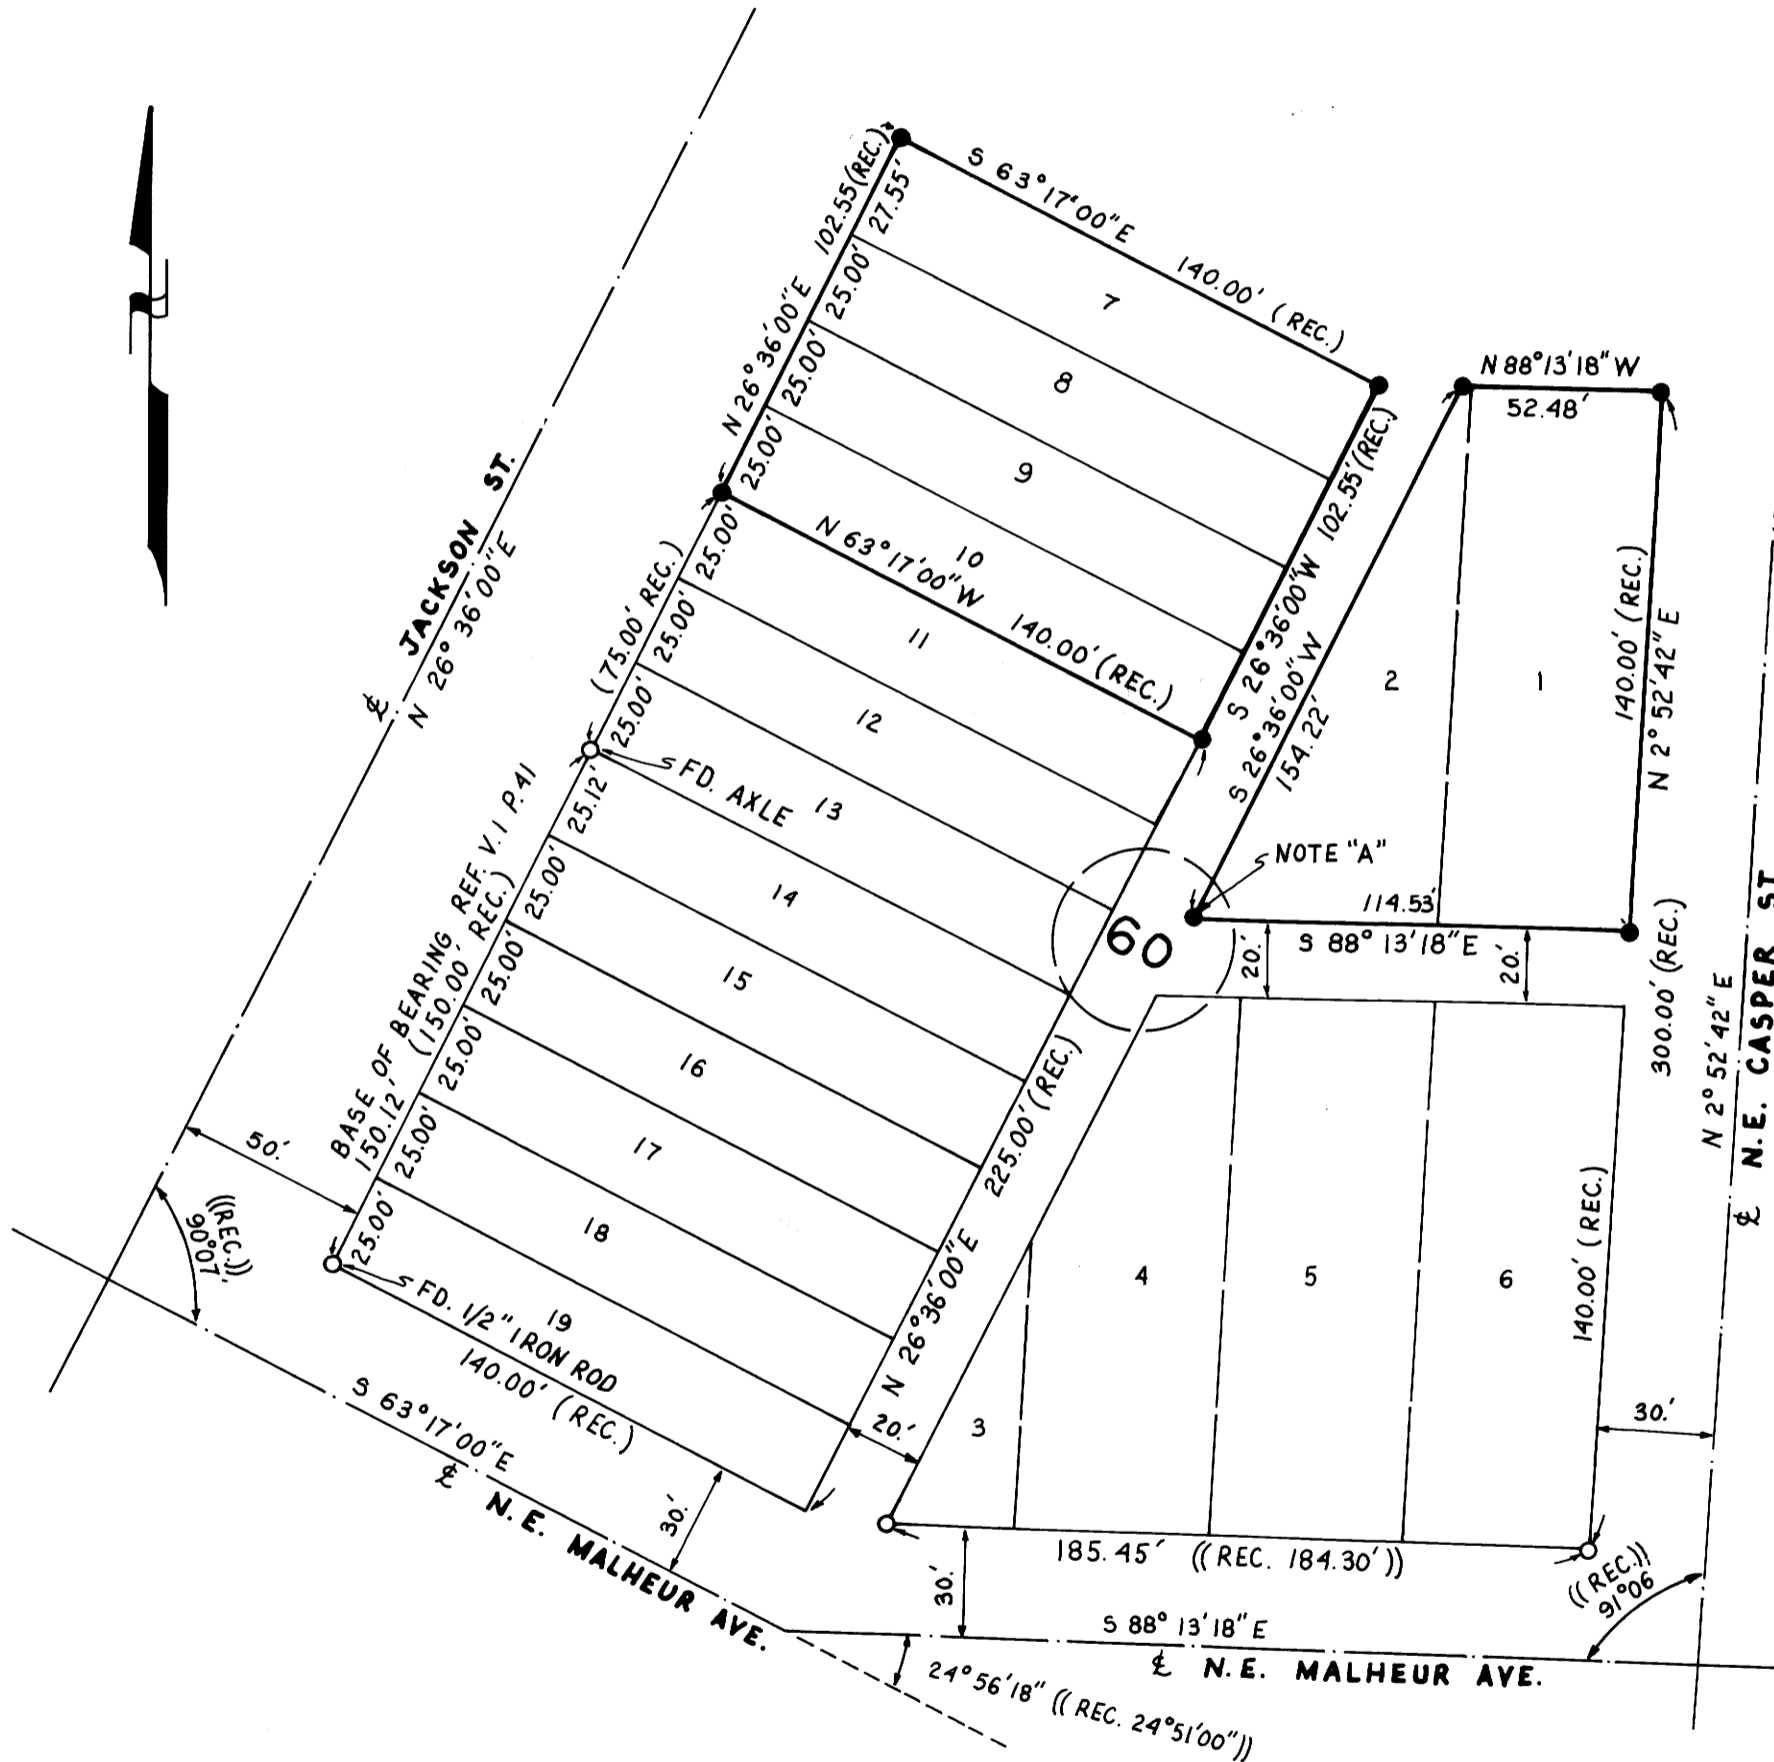 102.55'(REC.)
N 26°36'00"E
27.55'
25.00'
25.00'
25.00'
S 63°17'00"E
140.00' (REC.)
7
8
9
10
N 63°17'00"W 140.00'(REC.)
S 26°36'00"W 102.55'(REC.)
N 88°13'18"W
52.48'
S 26°36'00"W
154.22'
2
1
140.00' (REC.)
N 2°52'42"E
JACKSON ST.
℄
N 26° 36'00"E
(75.00' REC.)
25.00'
25.00'
25.00'
11
12
13
FD. AXLE
NOTE "A"
114.53'
S 88° 13'18"E
20.'
20.'
60
300.00' (REC.)
N 2° 52'42"E
℄ N.E. CASPER ST.
BASE OF BEARING REF. V.1 P.41
150.12' (150.00' REC.)
25.12'
25.00'
25.00'
25.00'
25.00'
25.00'
14
15
16
17
18
19
50.'
((REC.))
90°07'
FD. 1/2" IRON ROD
140.00' (REC.)
N 26°36'00"E 225.00'(REC.)
20.'
3
4
5
6
140.00' (REC.)
30.'
S 63°17'00"E
℄ N.E. MALHEUR AVE.
30.'
30.'
185.45' ((REC. 184.30'))
((REC.))
91°06
S 88° 13'18"E
℄ N.E. MALHEUR AVE.
24°56'18" ((REC. 24°51'00"))